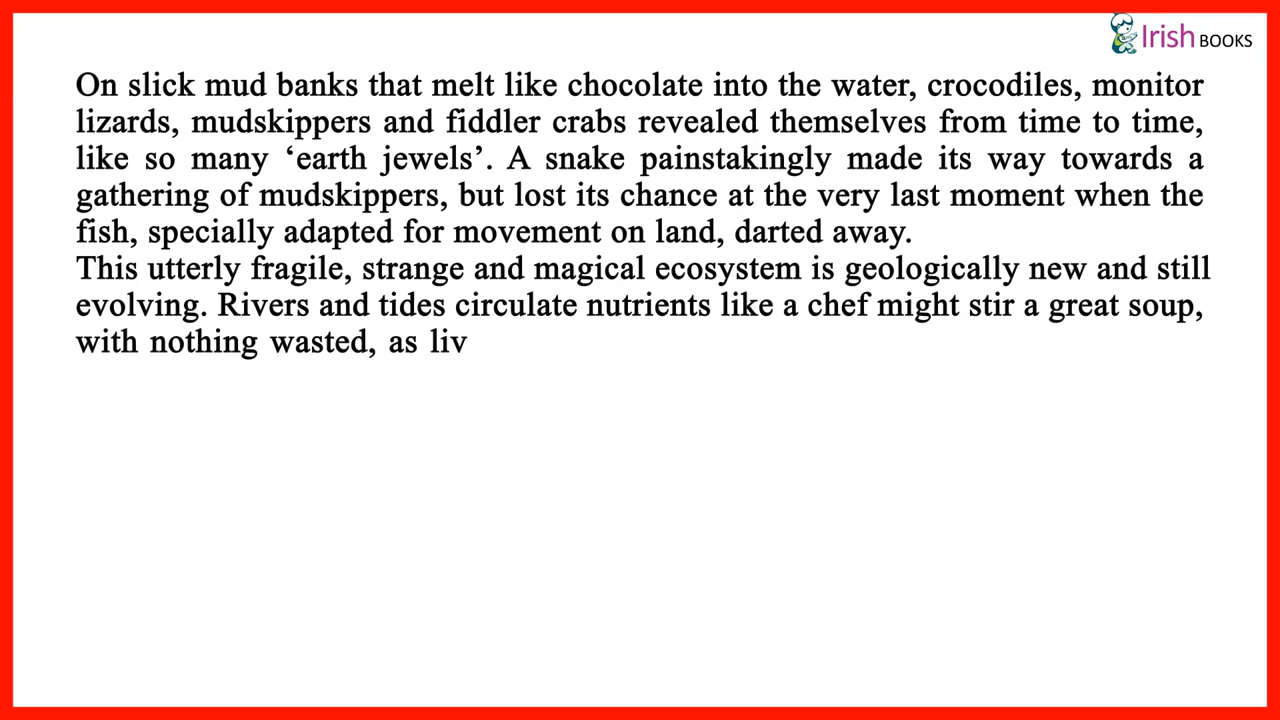 Irish BOOKS
On slick mud banks that melt like chocolate into the water, crocodiles, monitor
lizards, mudskippers and fiddler crabs revealed themselves from time to time,
like so many ‘earth jewels’. A snake painstakingly made its way towards a
gathering of mudskippers, but lost its chance at the very last moment when the
fish, specially adapted for movement on land, darted away.
This utterly fragile, strange and magical ecosystem is geologically new and still
evolving. Rivers and tides circulate nutrients like a chef might stir a great soup,
with nothing wasted, as liv